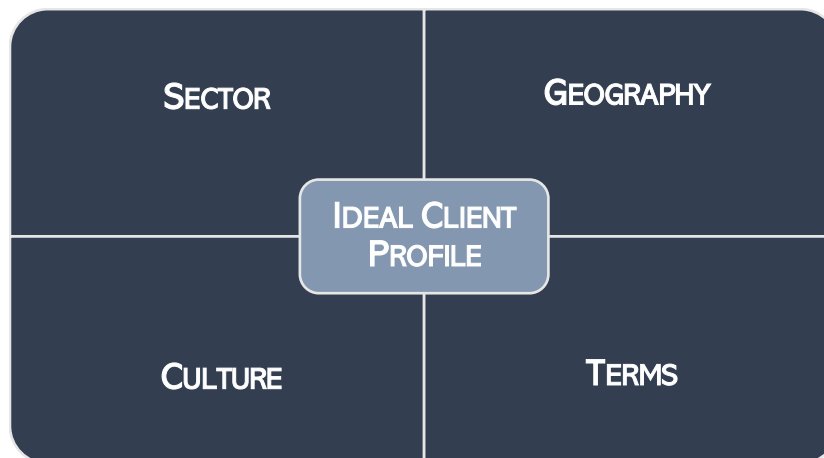 Sector
Geography
Ideal Client
Profile
Culture
Terms